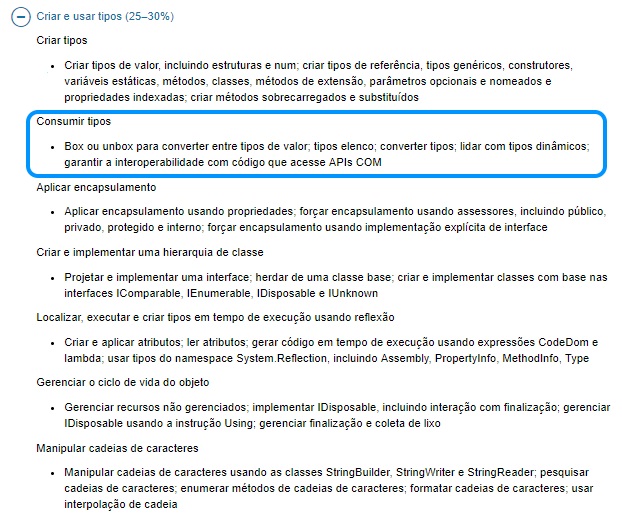 Criar e usar tipos (25–30%)
Criar tipos
• Criar tipos de valor, incluindo estruturas e num; criar tipos de referência, tipos genéricos, construtores,
variáveis estáticas, métodos, classes, métodos de extensão, parâmetros opcionais e nomeados e
propriedades indexadas; criar métodos sobrecarregados e substituídos
Consumir tipos
• Box ou unbox para converter entre tipos de valor; tipos elenco; converter tipos; lidar com tipos dinâmicos;
garantir a interoperabilidade com código que acesse APIs COM
Aplicar encapsulamento
• Aplicar encapsulamento usando propriedades; forçar encapsulamento usando assessores, incluindo público,
privado, protegido e interno; forçar encapsulamento usando implementação explícita de interface
Criar e implementar uma hierarquia de classe
• Projetar e implementar uma interface; herdar de uma classe base; criar e implementar classes com base nas
interfaces IComparable, IEnumerable, IDisposable e IUnknown
Localizar, executar e criar tipos em tempo de execução usando reflexão
• Criar e aplicar atributos; ler atributos; gerar código em tempo de execução usando expressões CodeDom e
lambda; usar tipos do namespace System.Reflection, incluindo Assembly, PropertyInfo, MethodInfo, Type
Gerenciar o ciclo de vida do objeto
• Gerenciar recursos não gerenciados; implementar IDisposable, incluindo interação com finalização; gerenciar
IDisposable usando a instrução Using; gerenciar finalização e coleta de lixo
Manipular cadeias de caracteres
• Manipular cadeias de caracteres usando as classes StringBuilder, StringWriter e StringReader; pesquisar
cadeias de caracteres; enumerar métodos de cadeias de caracteres; formatar cadeias de caracteres; usar
interpolação de cadeia